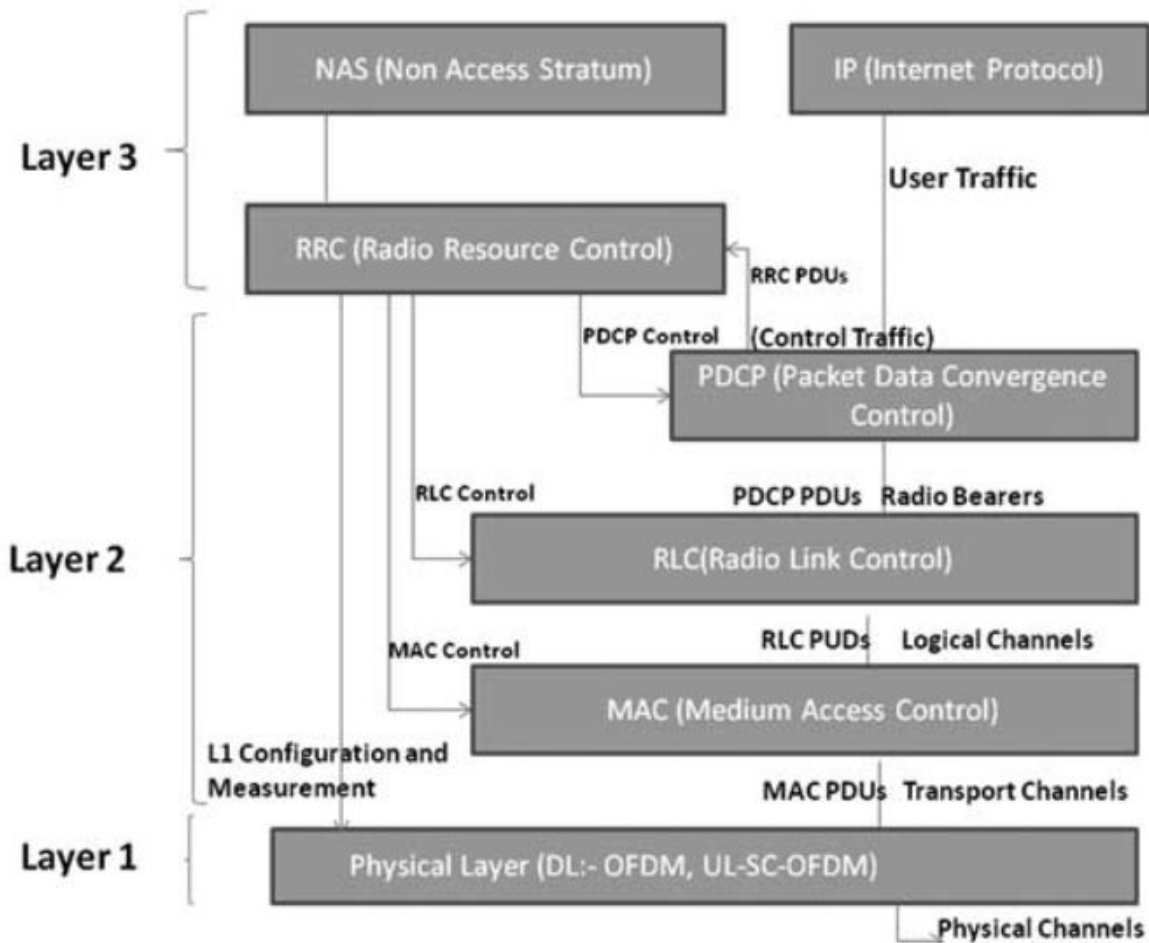 NAS (Non Access Stratum)
IP (Internet Protocol)
Layer 3
User Traffic
RRC (Radio Resource Control)
RRC PDUs
PDCP Control
(Control Traffic)
PDCP (Packet Data Convergence
Control)
RLC Control
PDCP PDUs Radio Bearers
Layer 2
RLC(Radio Link Control)
RLC PUDs Logical Channels
MAC Control
MAC (Medium Access Control)
L1 Configuration and
Measurement
MAC PDUs Transport Channels
Layer 1
Physical Layer (DL:- OFDM, UL-SC-OFDM)
Physical Channels